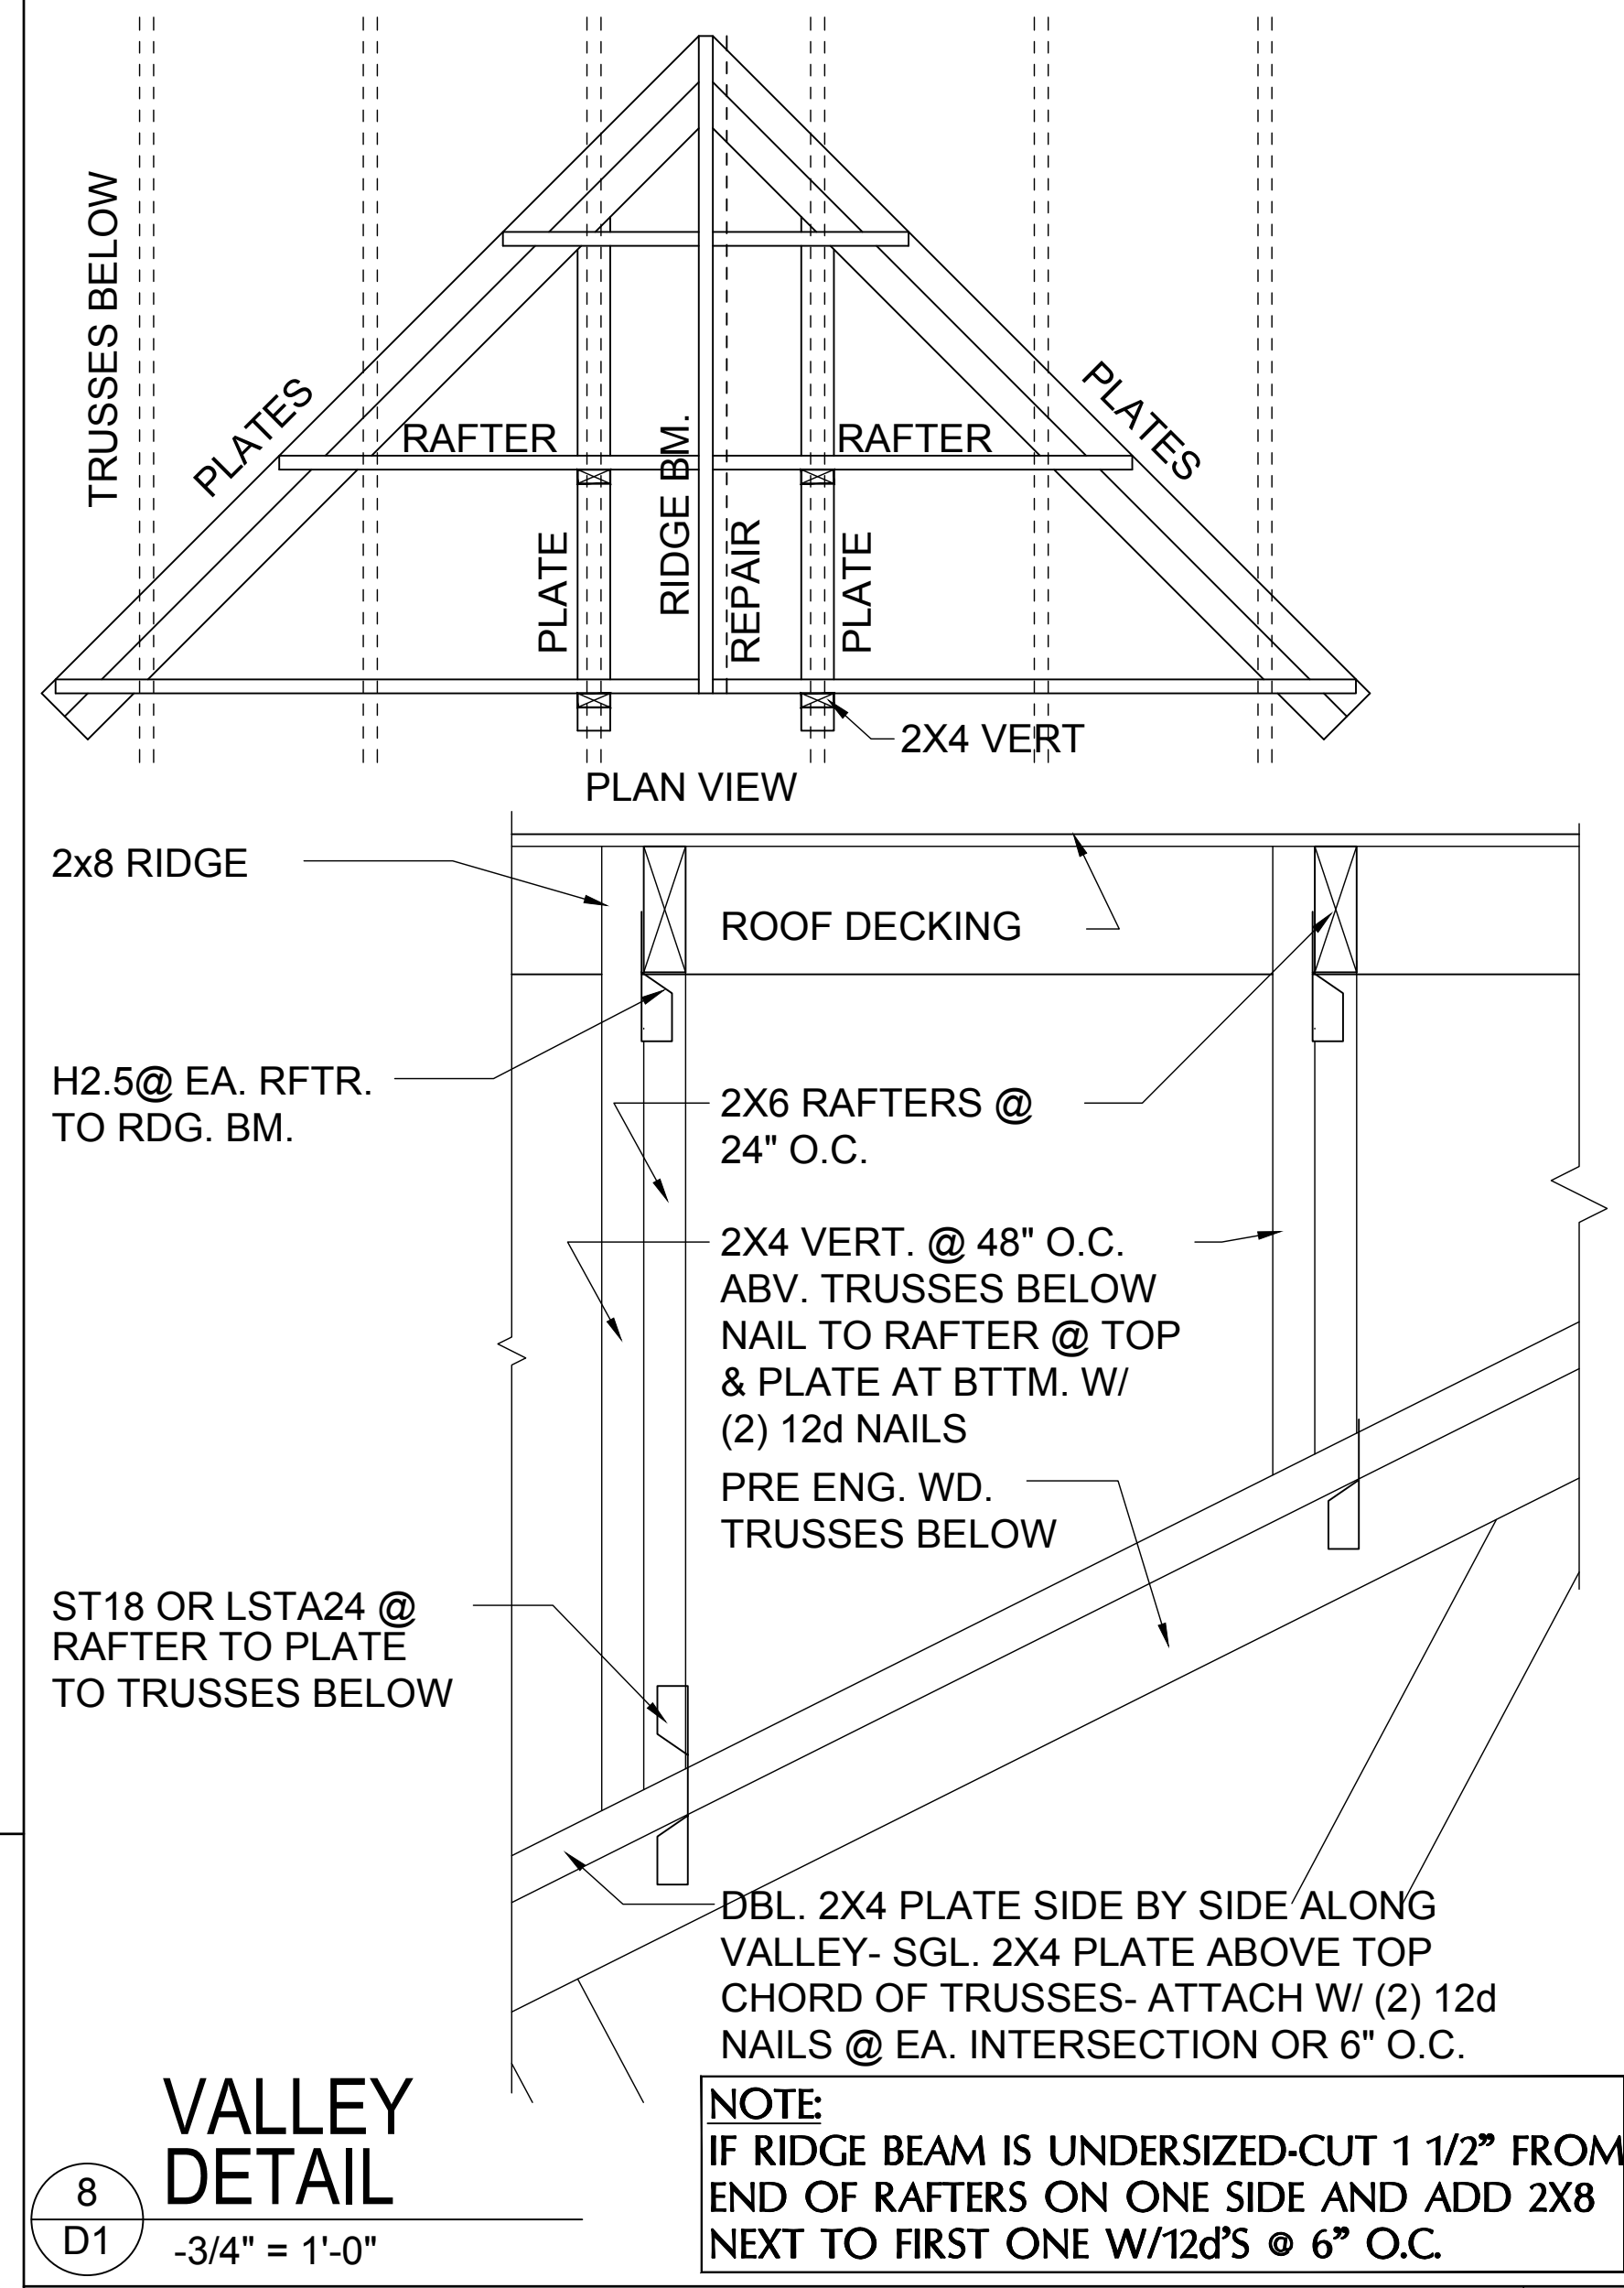 TRUSSES BELOW
PLATES
PLATES
RAFTER
RAFTER
PLATE
RIDGE BM.
REPAIR
PLATE
2X4 VERT
PLAN VIEW
2x8 RIDGE
ROOF DECKING
H2.5@ EA. RFTR.
TO RDG. BM.
2X6 RAFTERS @
24" O.C.
2X4 VERT. @ 48" O.C.
ABV. TRUSSES BELOW
NAIL TO RAFTER @ TOP
& PLATE AT BTTM. W/
(2) 12d NAILS
PRE ENG. WD.
TRUSSES BELOW
ST18 OR LSTA24 @
RAFTER TO PLATE
TO TRUSSES BELOW
DBL. 2X4 PLATE SIDE BY SIDE ALONG
VALLEY- SGL. 2X4 PLATE ABOVE TOP
CHORD OF TRUSSES- ATTACH W/ (2) 12d
NAILS @ EA. INTERSECTION OR 6" O.C.
VALLEY
DETAIL
8
D1
-3/4" = 1'-0"
NOTE:
IF RIDGE BEAM IS UNDERSIZED-CUT 1 1/2” FROM
END OF RAFTERS ON ONE SIDE AND ADD 2X8
NEXT TO FIRST ONE W/12d’S @ 6” O.C.